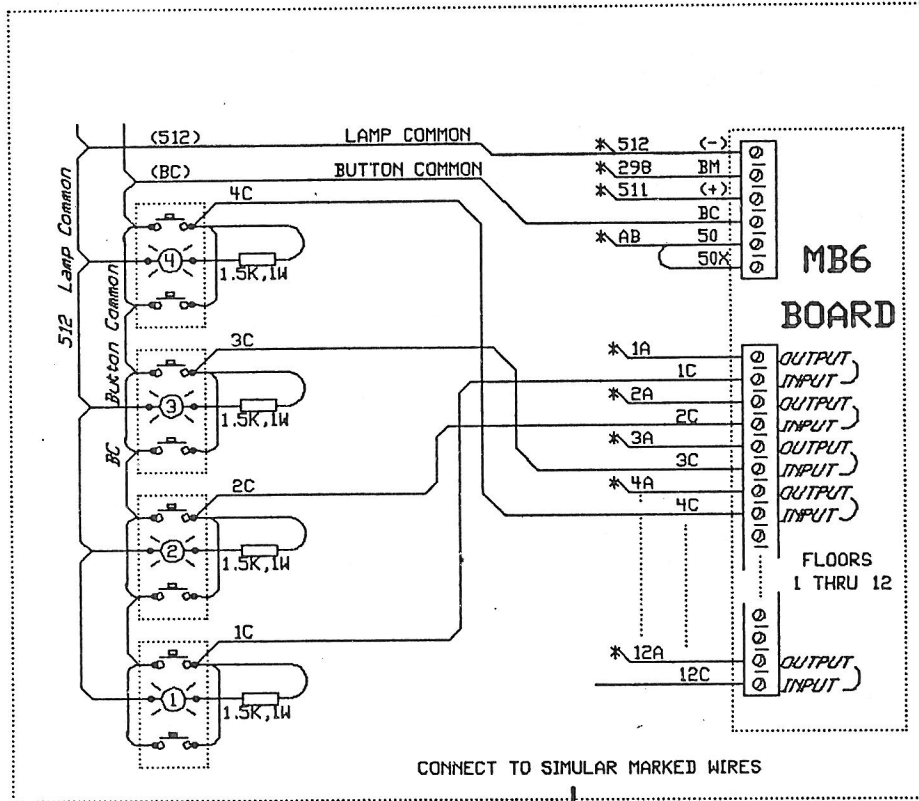 (512) LAMP COMMON * 512 (-)
* 298 BM
(BC) BUTTON COMMON * 511 (+)
4C BC
* AB 50
50X
MB6
BOARD
4
1.5K,1W
512 Lamp Common
BC Button Common
3C
3
1.5K,1W
* 1A OUTPUT
1C INPUT
* 2A OUTPUT
2C INPUT
* 3A OUTPUT
3C INPUT
* 4A OUTPUT
4C INPUT
2C
2
1.5K,1W
FLOORS
1 THRU 12
1C
1
1.5K,1W
* 12A OUTPUT
12C INPUT
CONNECT TO SIMULAR MARKED WIRES